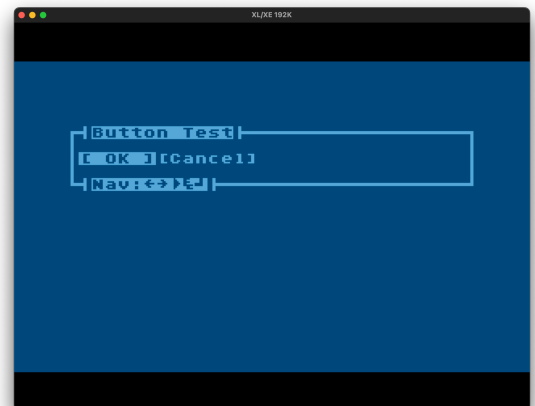 XL/XE 192K
Button Test
[ OK ][Cancel]
Nav:←→